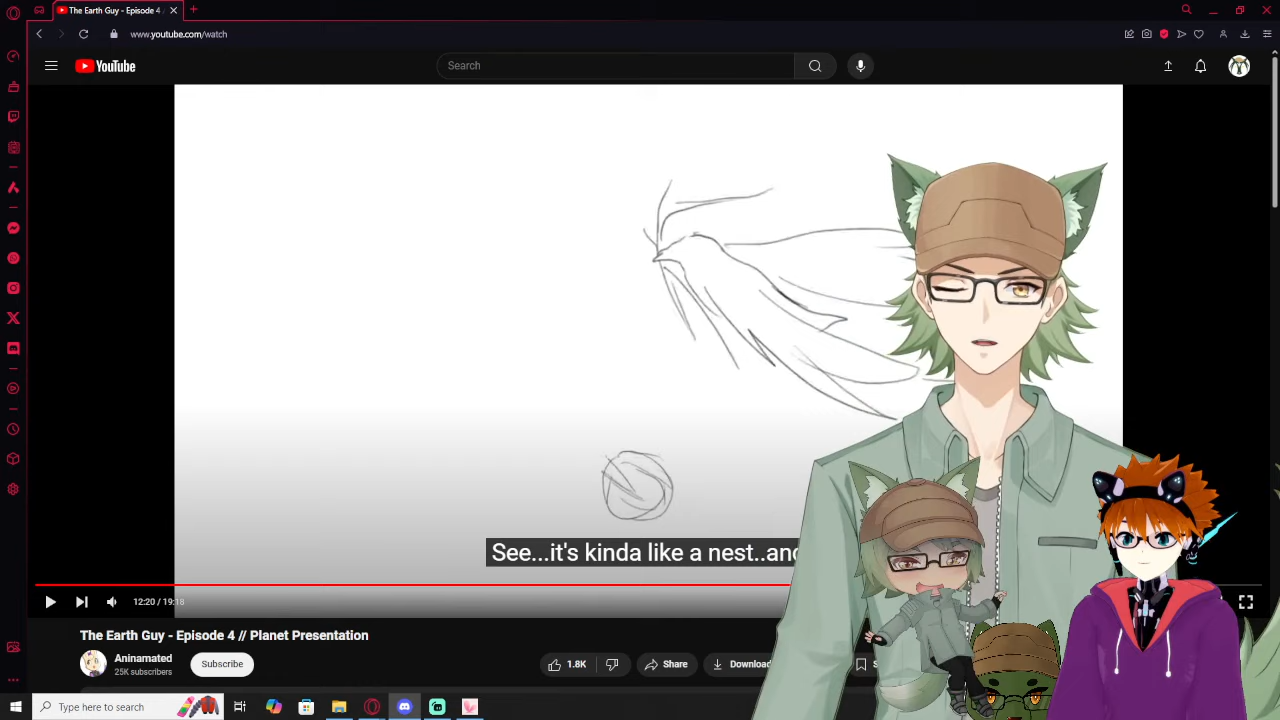 The Earth Guy - Episode 4
www.youtube.com/watch
YouTube
Search
See...it's kinda like a nest..and
12:20 / 19:18
The Earth Guy - Episode 4 // Planet Presentation
Aninamated
25K subscribers
Subscribe
1.8K
Share
Download
Type here to search